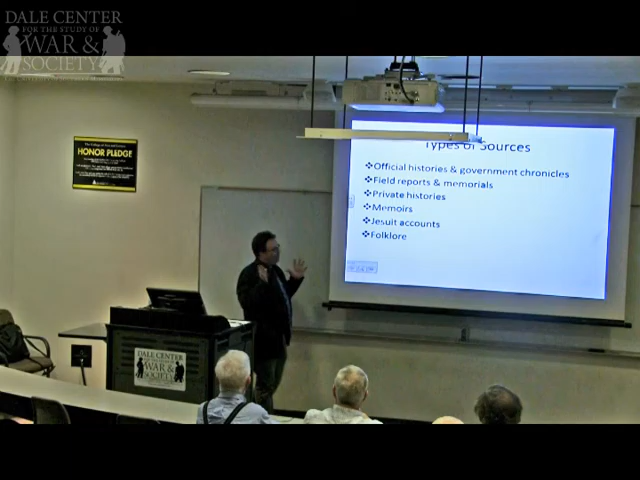 DALE CENTER
FOR THE STUDY OF
WAR &
SOCIETY
HONOR PLEDGE
Types of Sources
❖Official histories & government chronicles
❖Field reports & memorials
❖Private histories
❖Memoirs
❖Jesuit accounts
❖Folklore
DALE CENTER
WAR &
SOCIETY